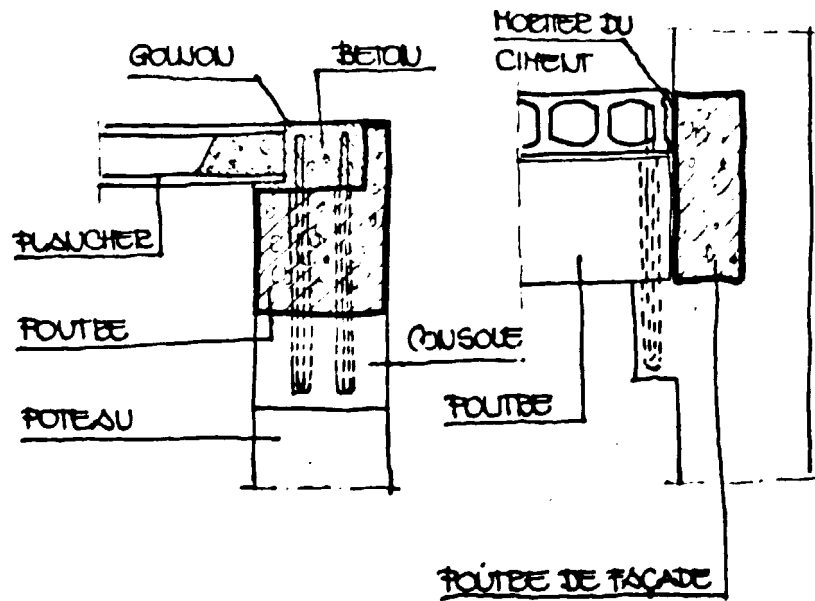 GOUJON
BETON
PLANCHER
POUTRE
CONSOLE
POTEAU
MORTIER DU
CIMENT
POUTRE
POUTRE DE FAÇADE